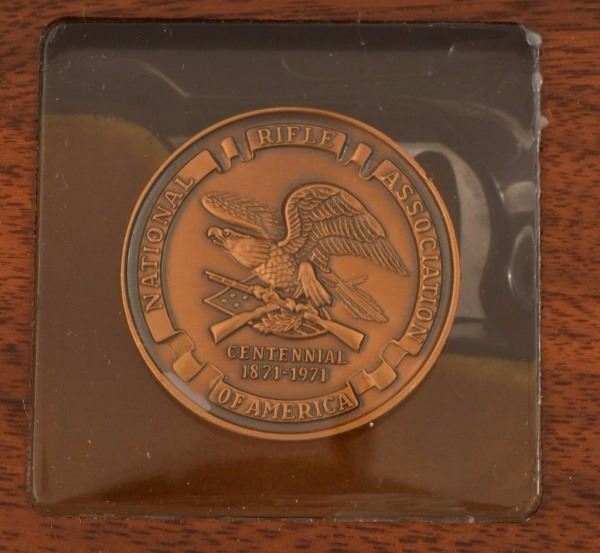 NATIONAL
RIFLE
ASSOCIATION
CENTENNIAL
1871-1971
OF AMERICA